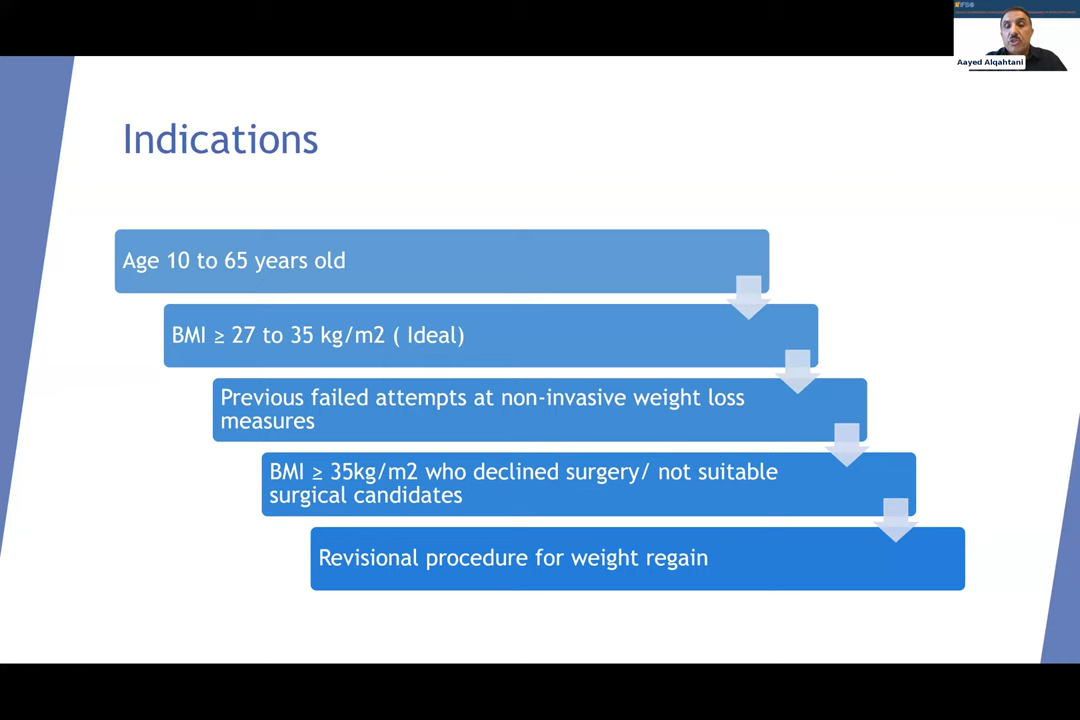 IFSO
Aayed Alqahtani
Indications
Age 10 to 65 years old
BMI ≥ 27 to 35 kg/m2 ( Ideal)
Previous failed attempts at non-invasive weight loss
measures
BMI ≥ 35kg/m2 who declined surgery/ not suitable
surgical candidates
Revisional procedure for weight regain